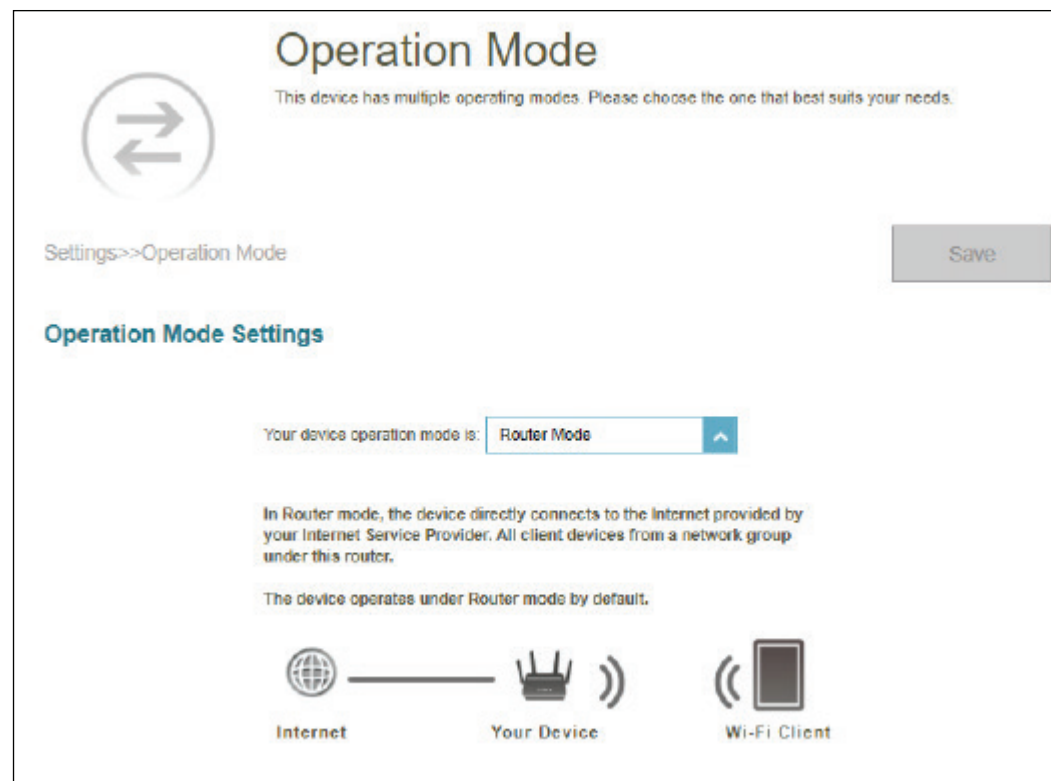 Operation Mode
This device has multiple operating modes. Please choose the one that best suits your needs.
Settings>>Operation Mode
Save
Operation Mode Settings
Your device operation mode is: Router Mode
In Router mode, the device directly connects to the Internet provided by
your Internet Service Provider. All client devices from a network group
under this router.
The device operates under Router mode by default.
Internet Your Device Wi-Fi Client